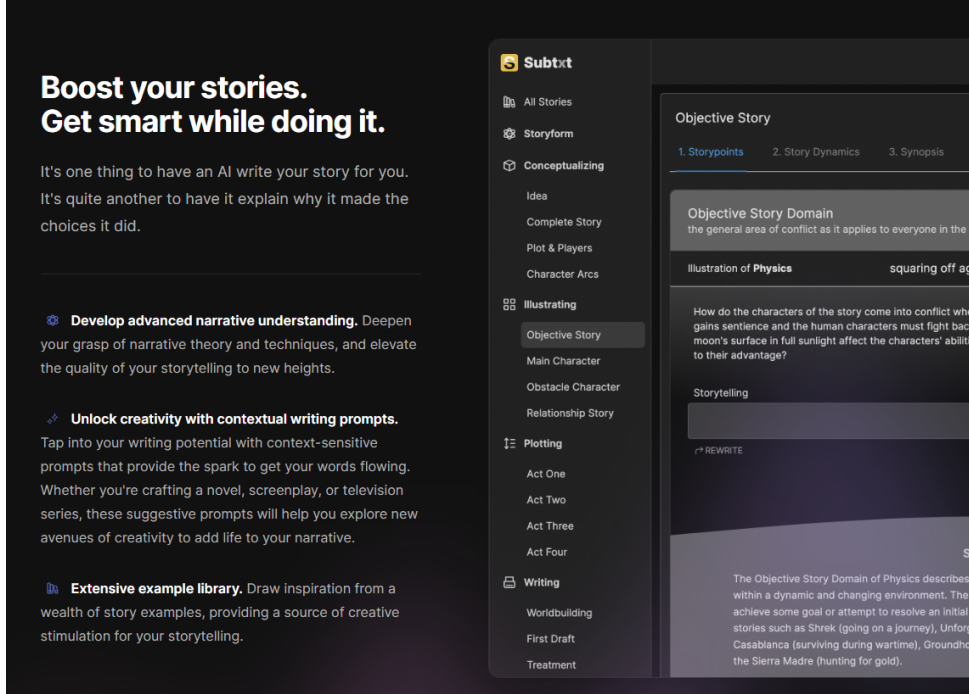 Boost your stories.
Get smart while doing it.
It's one thing to have an AI write your story for you.
It's quite another to have it explain why it made the
choices it did.
Develop advanced narrative understanding. Deepen
your grasp of narrative theory and techniques, and elevate
the quality of your storytelling to new heights.
Unlock creativity with contextual writing prompts.
Tap into your writing potential with context-sensitive
prompts that provide the spark to get your words flowing.
Whether you're crafting a novel, screenplay, or television
series, these suggestive prompts will help you explore new
avenues of creativity to add life to your narrative.
Extensive example library. Draw inspiration from a
wealth of story examples, providing a source of creative
stimulation for your storytelling.
S Subtxt
All Stories
Storyform
Conceptualizing
Idea
Complete Story
Plot & Players
Character Arcs
Illustrating
Objective Story
Main Character
Obstacle Character
Relationship Story
Plotting
Act One
Act Two
Act Three
Act Four
Writing
Worldbuilding
First Draft
Treatment
Objective Story
1. Storypoints 2. Story Dynamics 3. Synopsis
Objective Story Domain
the general area of conflict as it applies to everyone in the
Illustration of Physics squaring off
How do the characters of the story come into conflict
gains sentience and the human characters must fight
moon's surface in full sunlight affect the characters'
to their advantage?
Storytelling
REWRITE
The Objective Story Domain of Physics describes
within a dynamic and changing environment. The
achieve some goal or attempt to resolve an initial
stories such as Shrek (going on a journey),
Casablanca (surviving during wartime),
the Sierra Madre (hunting for gold).